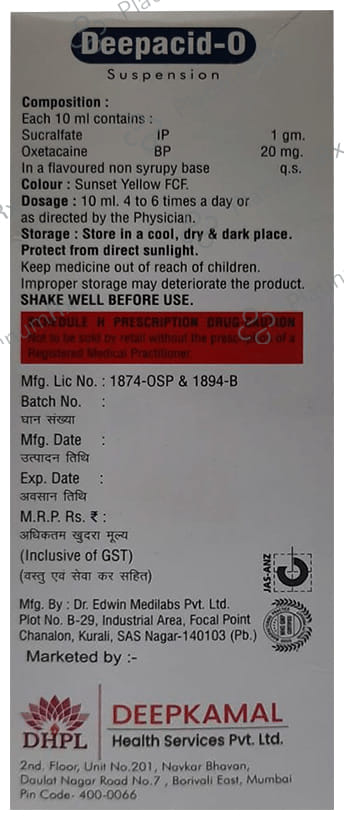 Deepacid-O
Suspension
Composition :
Each 10 ml contains :
Sucralfate IP 1 gm.
Oxetacaine BP 20 mg.
In a flavoured non syrupy base q.s.
Colour : Sunset Yellow FCF.
Dosage : 10 ml. 4 to 6 times a day or
as directed by the Physician.
Storage : Store in a cool, dry & dark place.
Protect from direct sunlight.
Keep medicine out of reach of children.
Improper storage may deteriorate the product.
SHAKE WELL BEFORE USE.
SCHEDULE H PRESCRIPTION DRUG-CAUTION
Not to be sold by retail without the prescription of a
Registered Medical Practitioner.
Mfg. Lic No. : 1874-OSP & 1894-B
Batch No. :
घान संख्या
Mfg. Date :
उत्पादन तिथि
Exp. Date :
अवसान तिथि
M.R.P. Rs. ₹ :
अधिकतम खुदरा मूल्य
(Inclusive of GST)
(वस्तु एवं सेवा कर सहित)
JAS-ANZ
Mfg. By : Dr. Edwin Medilabs Pvt. Ltd.
Plot No. B-29, Industrial Area, Focal Point
Chanalon, Kurali, SAS Nagar-140103 (Pb.)
Marketed by :-
DHPL
DEEPKAMAL
Health Services Pvt. Ltd.
2nd. Floor, Unit No.201, Navkar Bhavan,
Daulat Nagar Road No.7 , Borivali East, Mumbai
Pin Code- 400-0066